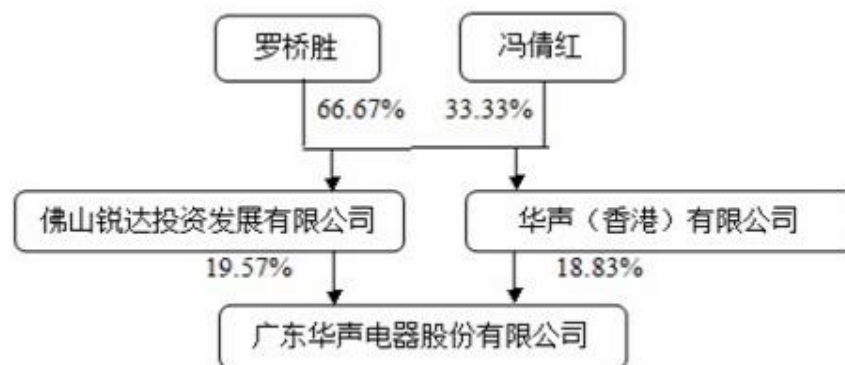 罗桥胜 冯倩红
66.67% 33.33%
佛山锐达投资发展有限公司 华声（香港）有限公司
19.57% 18.83%
广东华声电器股份有限公司